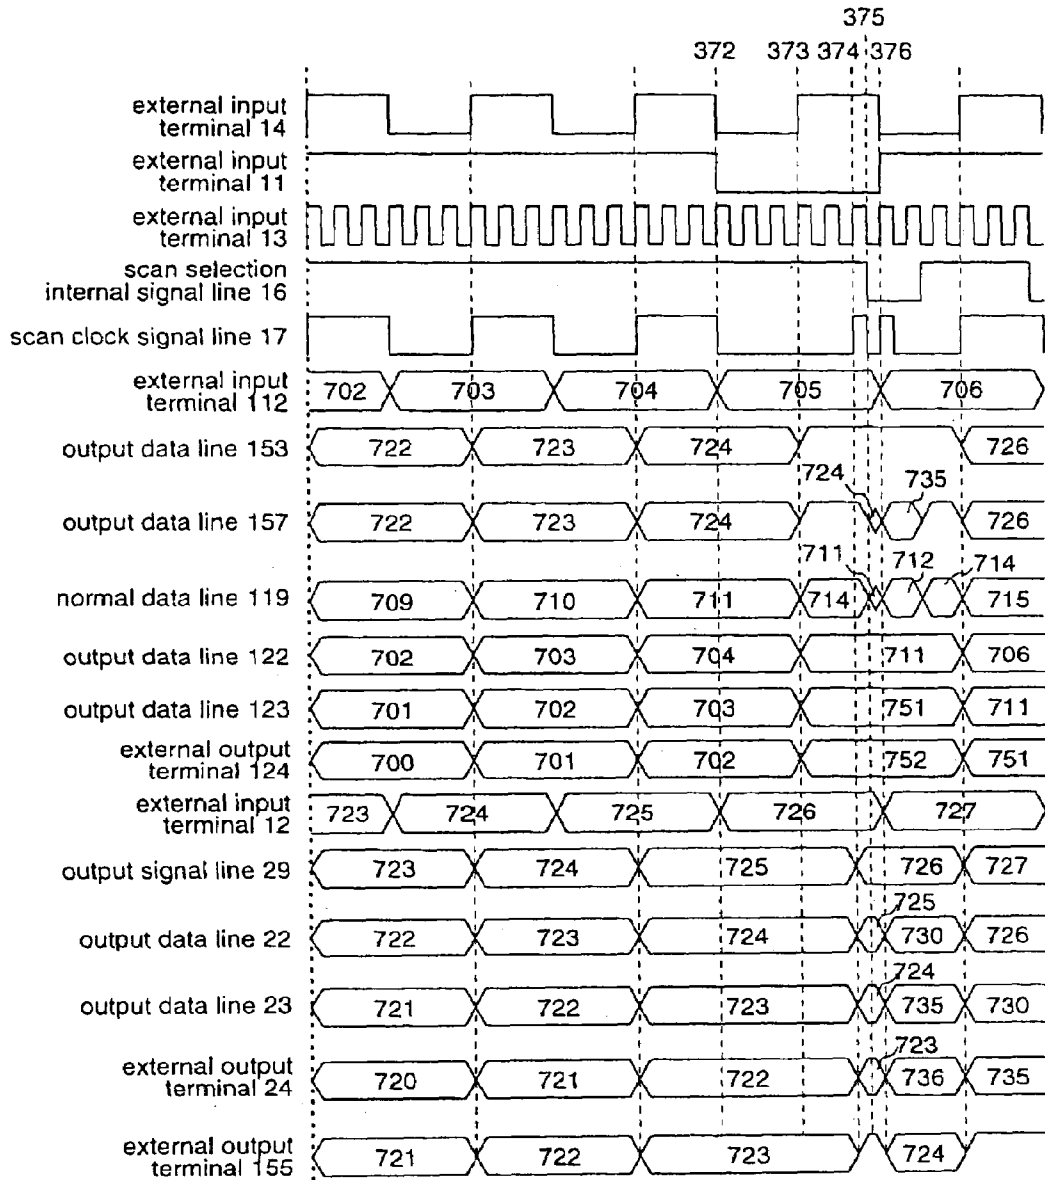 375
372 373 374 376
external input
terminal 14
external input
terminal 11
external input
terminal 13
scan selection
internal signal line 16
scan clock signal line 17
external input
terminal 112
702 703 704 705 706
output data line 153
722 723 724 726
724 735
output data line 157
722 723 724 726
711 712 714
normal data line 119
709 710 711 714 715
output data line 122
702 703 704 711 706
output data line 123
701 702 703 751 711
external output
terminal 124
700 701 702 752 751
external input
terminal 12
723 724 725 726 727
output signal line 29
723 724 725 726 727
725
output data line 22
722 723 724 730 726
724
output data line 23
721 722 723 735 730
723
external output
terminal 24
720 721 722 736 735
external output
terminal 155
721 722 723 724